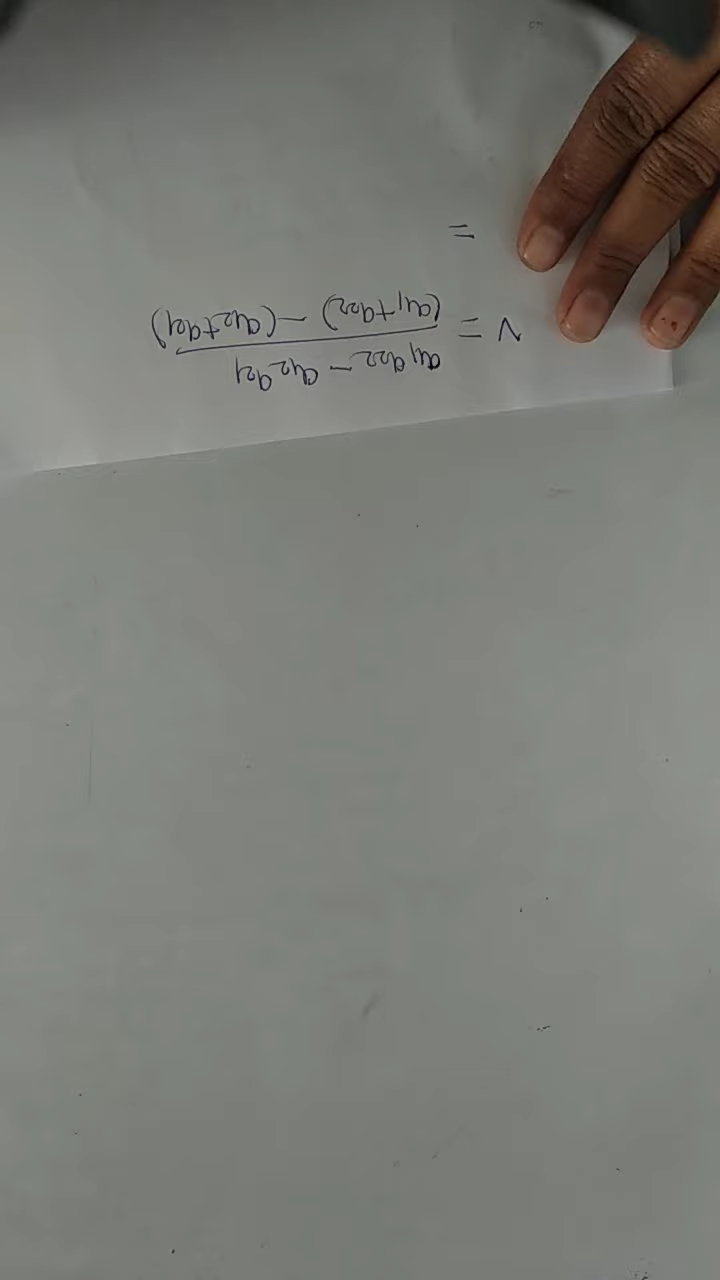 V = (a₁₁a₂₂ − a₁₂a₂₁) / ((a₁₁+a₂₂) − (a₁₂+a₂₁))
=